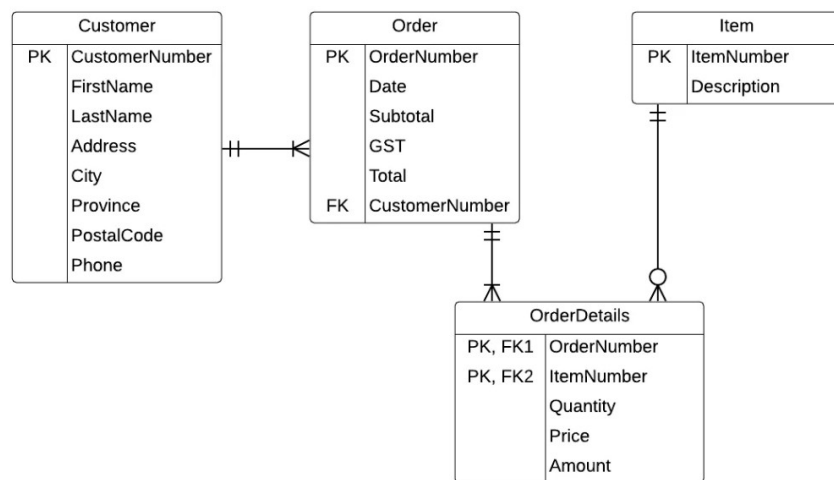 Customer
PK CustomerNumber
FirstName
LastName
Address
City
Province
PostalCode
Phone
Order
PK OrderNumber
Date
Subtotal
GST
Total
FK CustomerNumber
Item
PK ItemNumber
Description
OrderDetails
PK, FK1 OrderNumber
PK, FK2 ItemNumber
Quantity
Price
Amount